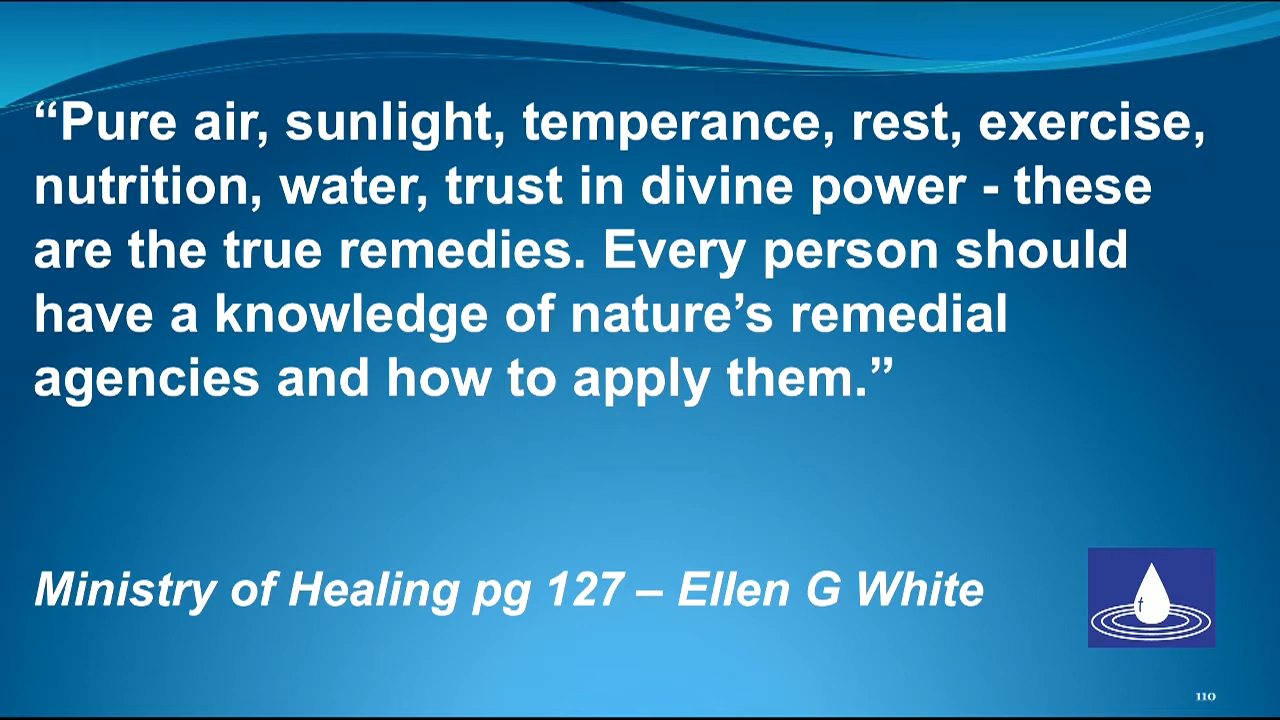 “Pure air, sunlight, temperance, rest, exercise,
nutrition, water, trust in divine power - these
are the true remedies. Every person should
have a knowledge of nature’s remedial
agencies and how to apply them.”
Ministry of Healing pg 127 – Ellen G White
f
110